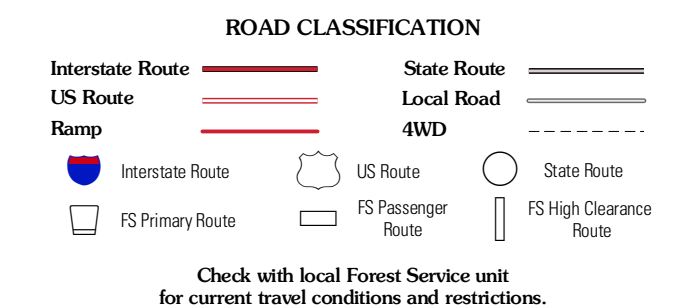 ROAD CLASSIFICATION
Interstate Route
State Route
US Route
Local Road
Ramp
4WD
Interstate Route
US Route
State Route
FS Primary Route
FS Passenger
Route
FS High Clearance
Route
Check with local Forest Service unit
for current travel conditions and restrictions.